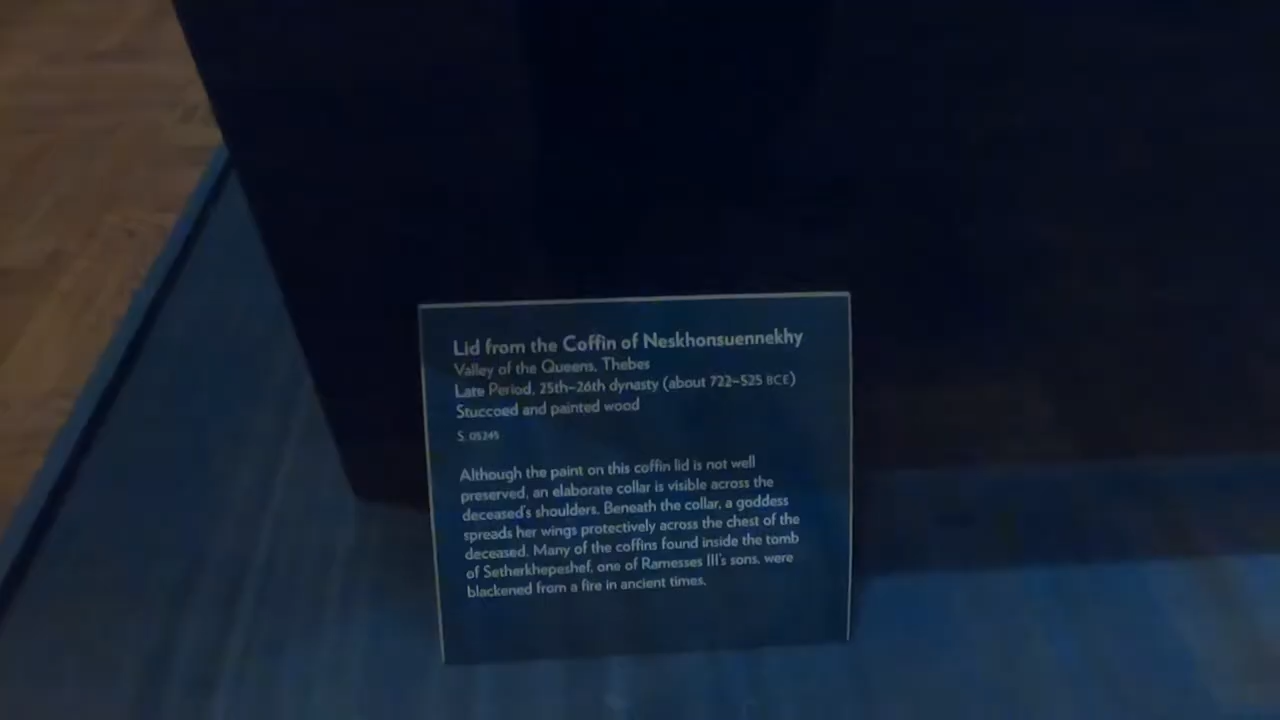 Lid from the Coffin of Neskhonsuennekhy
Valley of the Queens, Thebes
Late Period, 25th–26th dynasty (about 722–525 BCE)
Stuccoed and painted wood
S. 05245
Although the paint on this coffin lid is not well
preserved, an elaborate collar is visible across the
deceased's shoulders. Beneath the collar, a goddess
spreads her wings protectively across the chest of the
deceased. Many of the coffins found inside the tomb
of Setherkhepeshef, one of Ramesses III's sons, were
blackened from a fire in ancient times.